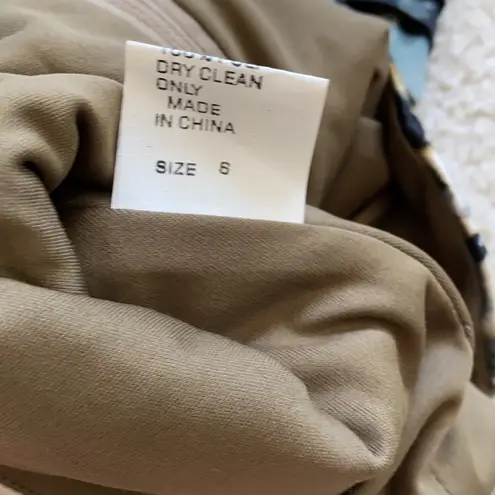 DRY CLEAN
ONLY
MADE
IN CHINA
SIZE 6